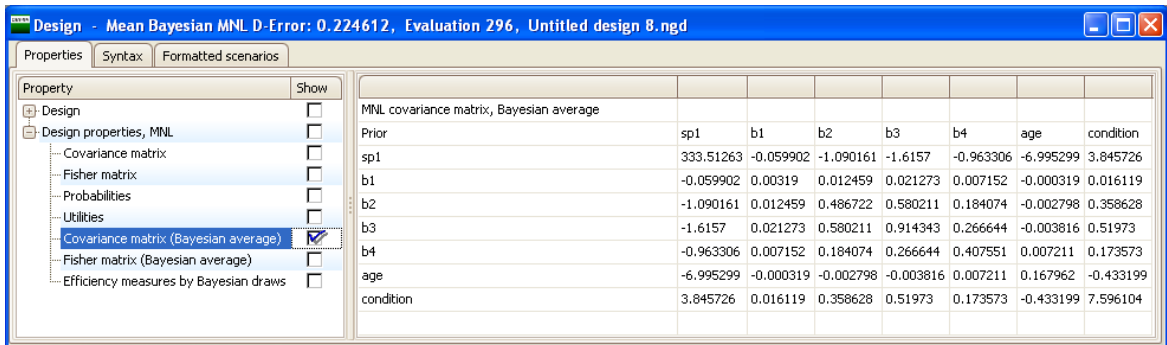 Design - Mean Bayesian MNL D-Error: 0.224612, Evaluation 296, Untitled design 8.ngd
Properties Syntax Formatted scenarios
Property Show
Design
Design properties, MNL
Covariance matrix
Fisher matrix
Probabilities
Utilities
Covariance matrix (Bayesian average)
Fisher matrix (Bayesian average)
Efficiency measures by Bayesian draws
MNL covariance matrix, Bayesian average
Prior sp1 b1 b2 b3 b4 age condition
sp1 333.51263 -0.059902 -1.090161 -1.6157 -0.963306 -6.995299 3.845726
b1 -0.059902 0.00319 0.012459 0.021273 0.007152 -0.000319 0.016119
b2 -1.090161 0.012459 0.486722 0.580211 0.184074 -0.002798 0.358628
b3 -1.6157 0.021273 0.580211 0.914343 0.266644 -0.003816 0.51973
b4 -0.963306 0.007152 0.184074 0.266644 0.407551 0.007211 0.173573
age -6.995299 -0.000319 -0.002798 -0.003816 0.007211 0.167962 -0.433199
condition 3.845726 0.016119 0.358628 0.51973 0.173573 -0.433199 7.596104